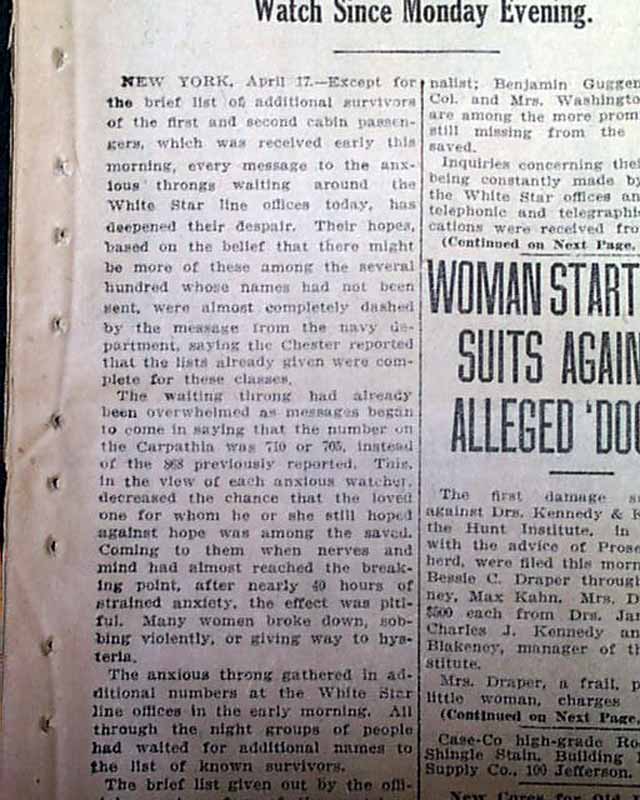 Watch Since Monday Evening.
NEW YORK, April 17.—Except for
the brief list of additional survivors
of the first and second cabin passen-
gers, which was received early this
morning, every message to the anx-
ious throngs waiting around the
White Star line offices today, has
deepened their despair. Their hopes,
based on the belief that there might
be more of these among the several
hundred whose names had not been
sent, were almost completely dashed
by the message from the navy de-
partment, saying the Chester reported
that the lists already given were com-
plete for these classes.
The waiting throng had already
been overwhelmed as messages began
to come in saying that the number on
the Carpathia was 710 or 705, instead
of the 868 previously reported. This,
in the view of each anxious watcher,
decreased the chance that the loved
one for whom he or she still hoped
against hope was among the saved.
Coming to them when nerves and
mind had almost reached the break-
ing point, after nearly 40 hours of
strained anxiety, the effect was piti-
ful. Many women broke down, sob-
bing violently, or giving way to hys-
teria.
The anxious throng gathered in ad-
ditional numbers at the White Star
line offices in the early morning. All
through the night groups of people
had waited for additional names to
the list of known survivors.
The brief list given out by the offi-
nalist; Benjamin Guggen
Col. and Mrs. Washingto
are among the more prom
still missing from the
saved.
Inquiries concerning thei
being constantly made by
the White Star offices an
telephonic and telegraphi
cations were received fro
(Continued on Next Page,
WOMAN START
SUITS AGAIN
ALLEGED 'DOC
The first damage su
against Drs. Kennedy & K
the Hunt Institute, in
with the advice of Prose
herd, were filed this morn
Bessie C. Draper through
ney, Max Kahn. Mrs. D
$500 each from Drs. Jam
Charles J. Kennedy an
Blakeney, manager of th
stitute.
Mrs. Draper, a frail, p
little woman, charges
(Continued on Next Page,
Case-Co high-grade Ro
Shingle Stain, Building
Supply Co., 100 Jefferson.
New Cores for Old